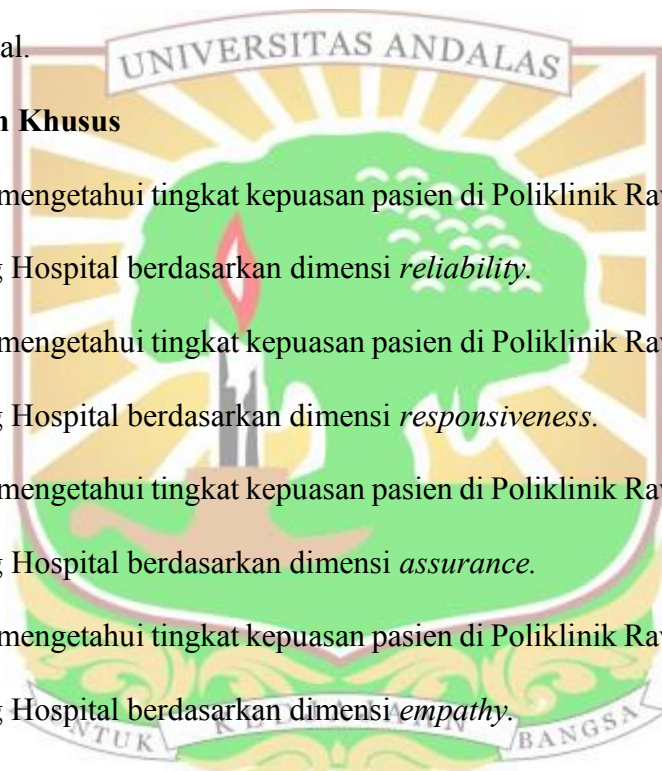 UNIVERSITAS ANDALAS
al.
n Khusus
mengetahui tingkat kepuasan pasien di Poliklinik Ra
g Hospital berdasarkan dimensi reliability.
mengetahui tingkat kepuasan pasien di Poliklinik Ra
g Hospital berdasarkan dimensi responsiveness.
mengetahui tingkat kepuasan pasien di Poliklinik Ra
g Hospital berdasarkan dimensi assurance.
mengetahui tingkat kepuasan pasien di Poliklinik Ra
g Hospital berdasarkan dimensi empathy.
NTUK BANGSA